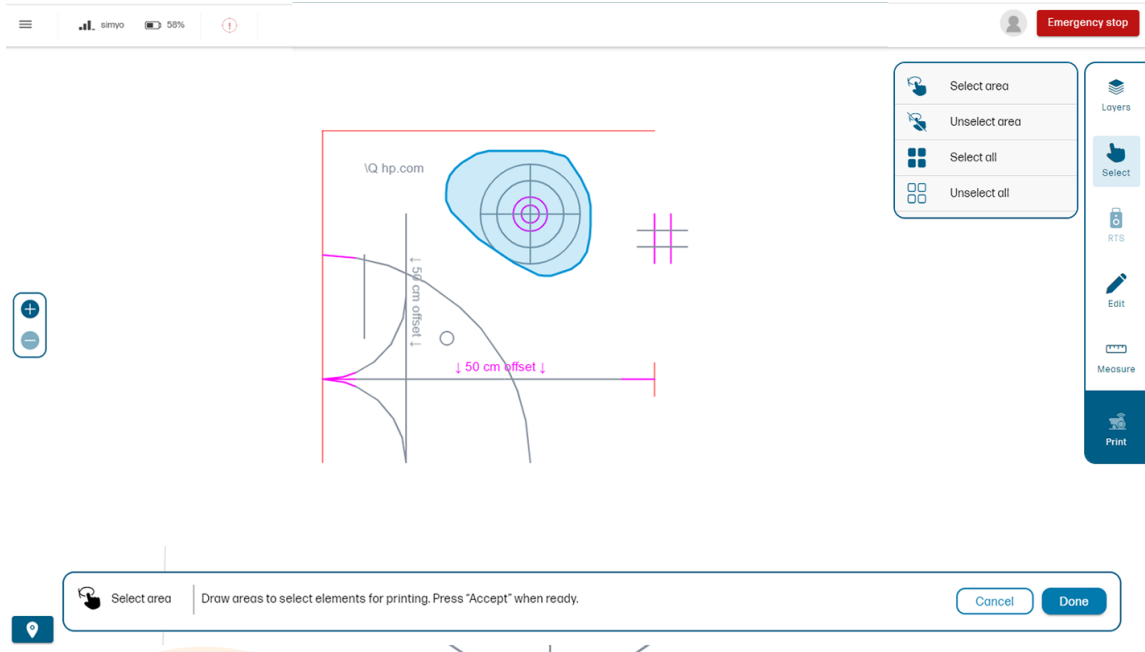 simyo
58%
Emergency stop
Select area
Unselect area
Select all
Unselect all
Layers
Select
RTS
Edit
Measure
Print
\Q hp.com
↓ 50 cm offset ↓
↓ 50 cm offset ↓
Select area
Draw areas to select elements for printing. Press “Accept” when ready.
Cancel
Done